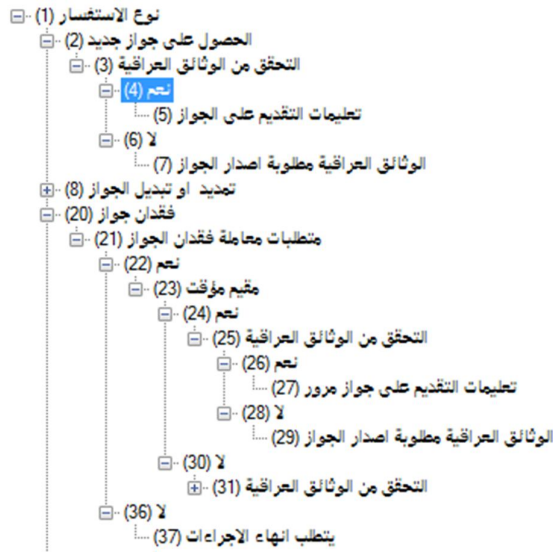 نوع الاستفسار (1)
الحصول على جواز جديد (2)
التحقق من الوثائق العراقية (3)
نعم (4)
تعليمات التقديم على الجواز (5)
لا (6)
الوثائق العراقية مطلوبة اصدار الجواز (7)
تمديد او تبديل الجواز (8)
فقدان جواز (20)
متطلبات معاملة فقدان الجواز (21)
نعم (22)
مقيم مؤقت (23)
نعم (24)
التحقق من الوثائق العراقية (25)
نعم (26)
تعليمات التقديم على جواز مرور (27)
لا (28)
الوثائق العراقية مطلوبة اصدار الجواز (29)
لا (30)
التحقق من الوثائق العراقية (31)
لا (36)
يتطلب انهاء الاجراءات (37)